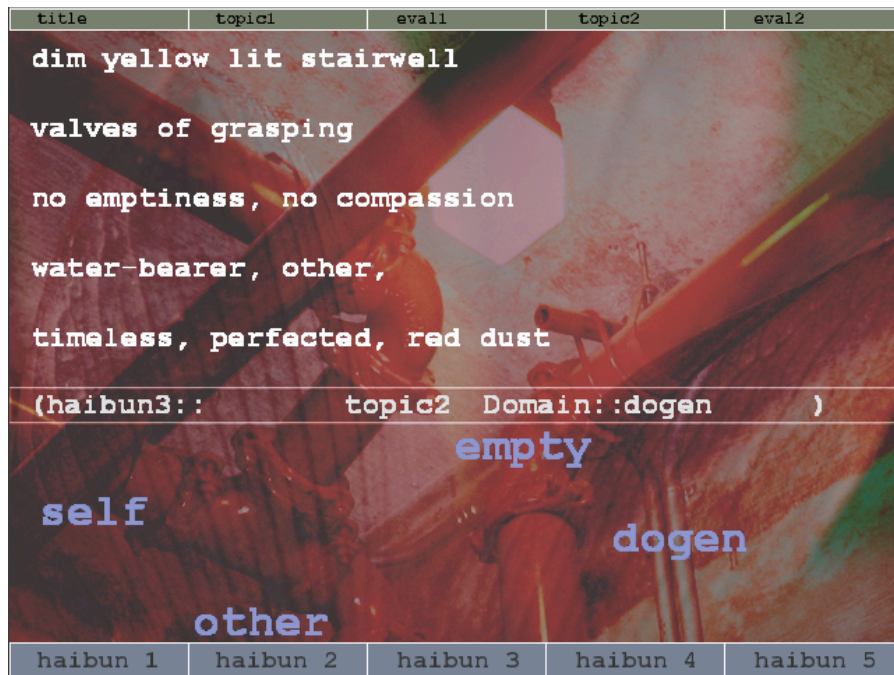 title topic1 eval1 topic2 eval2
dim yellow lit stairwell
valves of grasping
no emptiness, no compassion
water-bearer, other,
timeless, perfected, red dust
(haibun3:: topic2 Domain::dogen )
empty
self
dogen
other
haibun 1 haibun 2 haibun 3 haibun 4 haibun 5